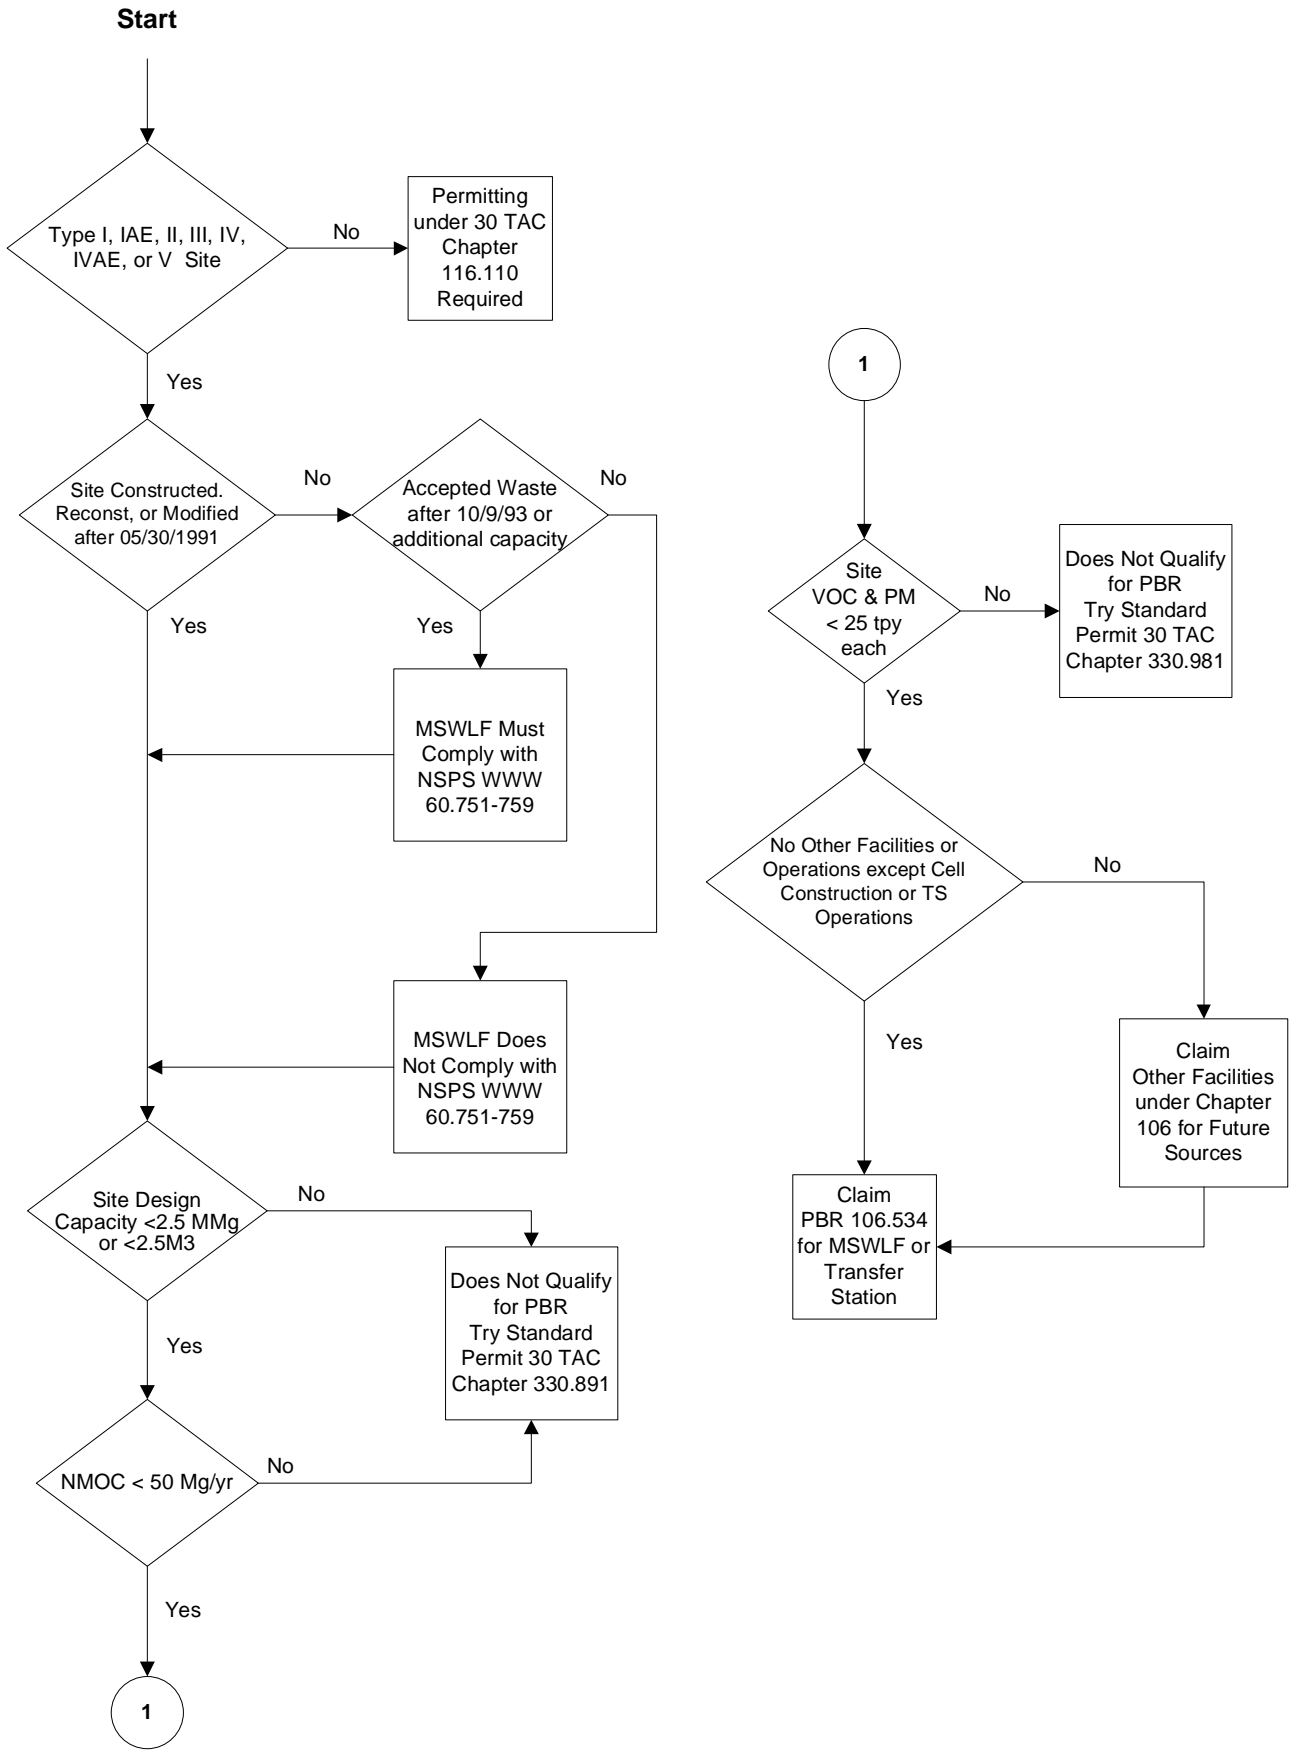 Start
Type I, IAE, II, III, IV,
IVAE, or V  Site
No
Permitting
under 30 TAC
Chapter
116.110
Required
Yes
Site Constructed.
Reconst, or Modified
after 05/30/1991
No
Accepted Waste
after 10/9/93 or
additional capacity
No
Yes
Yes
MSWLF Must
Comply with
NSPS WWW
60.751-759
MSWLF Does
Not Comply with
NSPS WWW
60.751-759
Site Design
Capacity <2.5 MMg
or <2.5M3
No
Does Not Qualify
for PBR
Try Standard
Permit 30 TAC
Chapter 330.891
Yes
NMOC < 50 Mg/yr
No
Yes
1
1
Site
VOC & PM
< 25 tpy
each
No
Does Not Qualify
for PBR
Try Standard
Permit 30 TAC
Chapter 330.981
Yes
No Other Facilities or
Operations except Cell
Construction or TS
Operations
No
Yes
Claim
Other Facilities
under Chapter
106 for Future
Sources
Claim
PBR 106.534
for MSWLF or
Transfer
Station